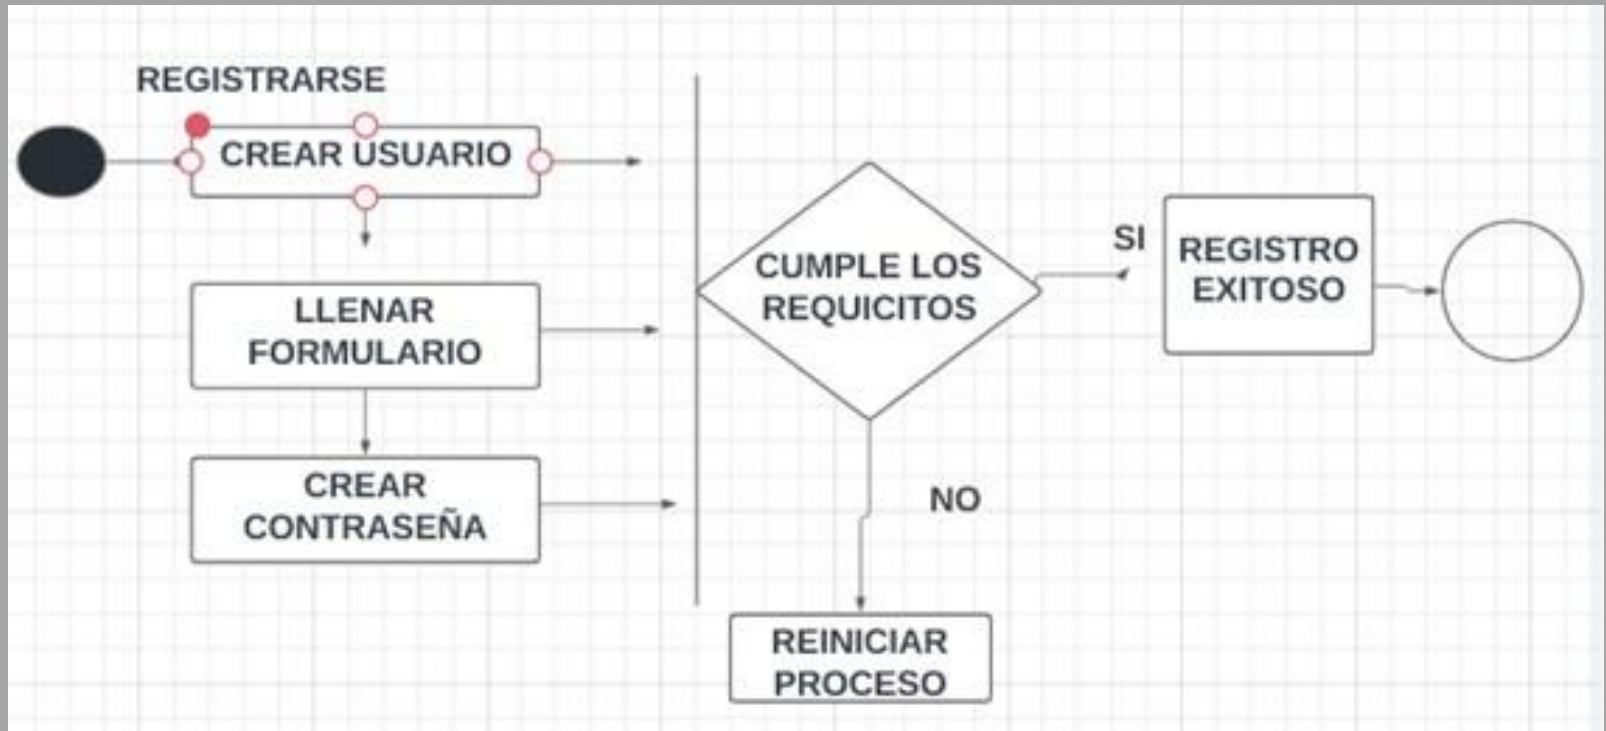 REGISTRARSE
CREAR USUARIO
LLENAR
FORMULARIO
CREAR
CONTRASEÑA
CUMPLE LOS
REQUICITOS
SI
REGISTRO
EXITOSO
NO
REINICIAR
PROCESO